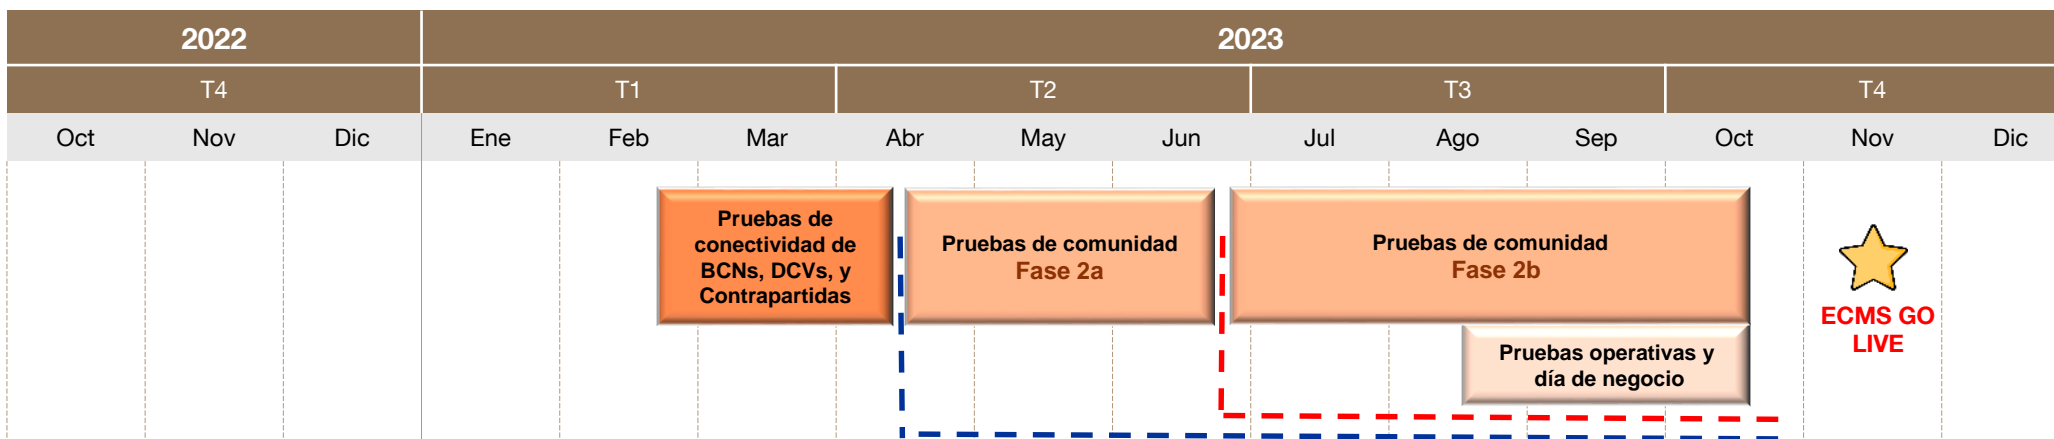 2022 2023
T4 T1 T2 T3 T4
Oct Nov Dic Ene Feb Mar Abr May Jun Jul Ago Sep Oct Nov Dic
Pruebas de
conectividad de
BCNs, DCVs, y
Contrapartidas
Pruebas de comunidad
Fase 2a
Pruebas de comunidad
Fase 2b
Pruebas operativas y
día de negocio
ECMS GO
LIVE